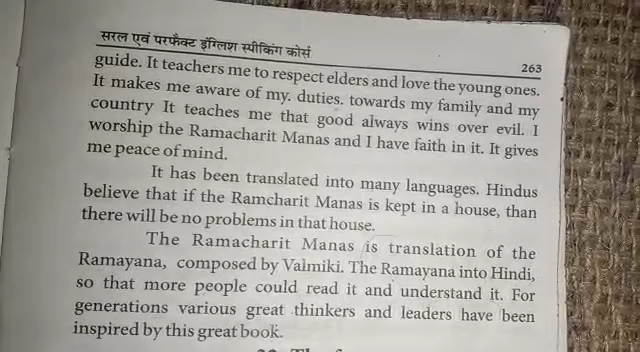 सरल एवं परफैक्ट इंग्लिश स्पीकिंग कोर्स 263
guide. It teachers me to respect elders and love the young ones.
It makes me aware of my. duties. towards my family and my
country It teaches me that good always wins over evil. I
worship the Ramacharit Manas and I have faith in it. It gives
me peace of mind.
It has been translated into many languages. Hindus
believe that if the Ramcharit Manas is kept in a house, than
there will be no problems in that house.
The Ramacharit Manas is translation of the
Ramayana, composed by Valmiki. The Ramayana into Hindi,
so that more people could read it and understand it. For
generations various great thinkers and leaders have been
inspired by this great book.